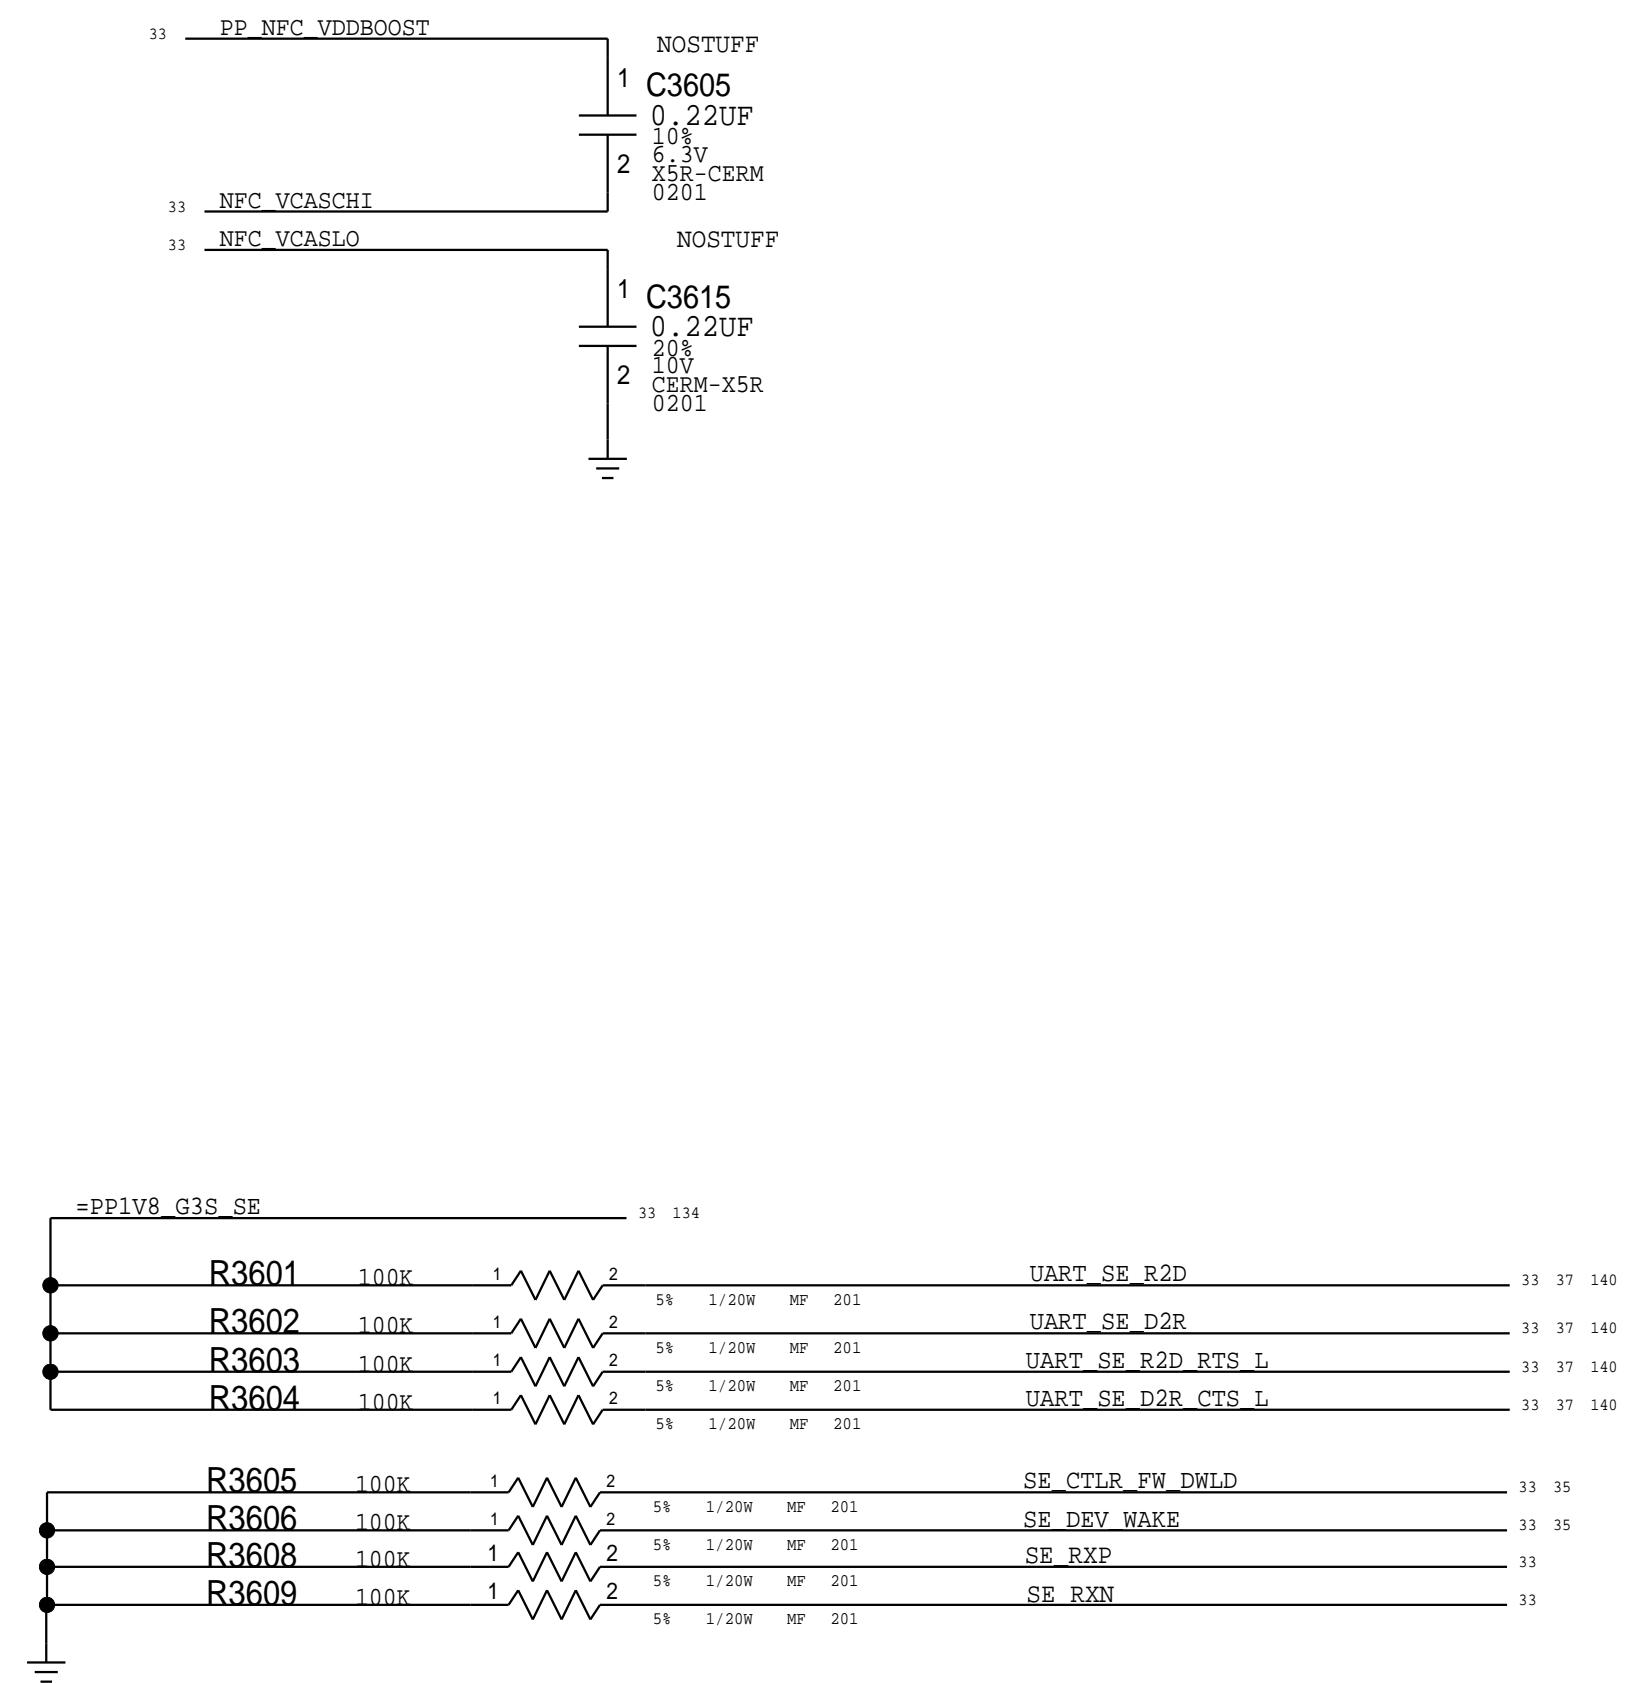 33 PP_NFC_VDDBOOST
NOSTUFF
1 C3605
0.22UF
10%
6.3V
2 X5R-CERM
0201
33 NFC_VCASCHI
33 NFC_VCASLO
NOSTUFF
1 C3615
0.22UF
20%
10V
2 CERM-X5R
0201
=PP1V8_G3S_SE 33 134
R3601 100K 1 2 UART_SE_R2D 33 37 140
5% 1/20W MF 201
R3602 100K 1 2 UART_SE_D2R 33 37 140
5% 1/20W MF 201
R3603 100K 1 2 UART_SE_R2D_RTS_L 33 37 140
5% 1/20W MF 201
R3604 100K 1 2 UART_SE_D2R_CTS_L 33 37 140
5% 1/20W MF 201
R3605 100K 1 2 SE_CTLR_FW_DWLD 33 35
5% 1/20W MF 201
R3606 100K 1 2 SE_DEV_WAKE 33 35
5% 1/20W MF 201
R3608 100K 1 2 SE_RXP 33
5% 1/20W MF 201
R3609 100K 1 2 SE_RXN 33
5% 1/20W MF 201